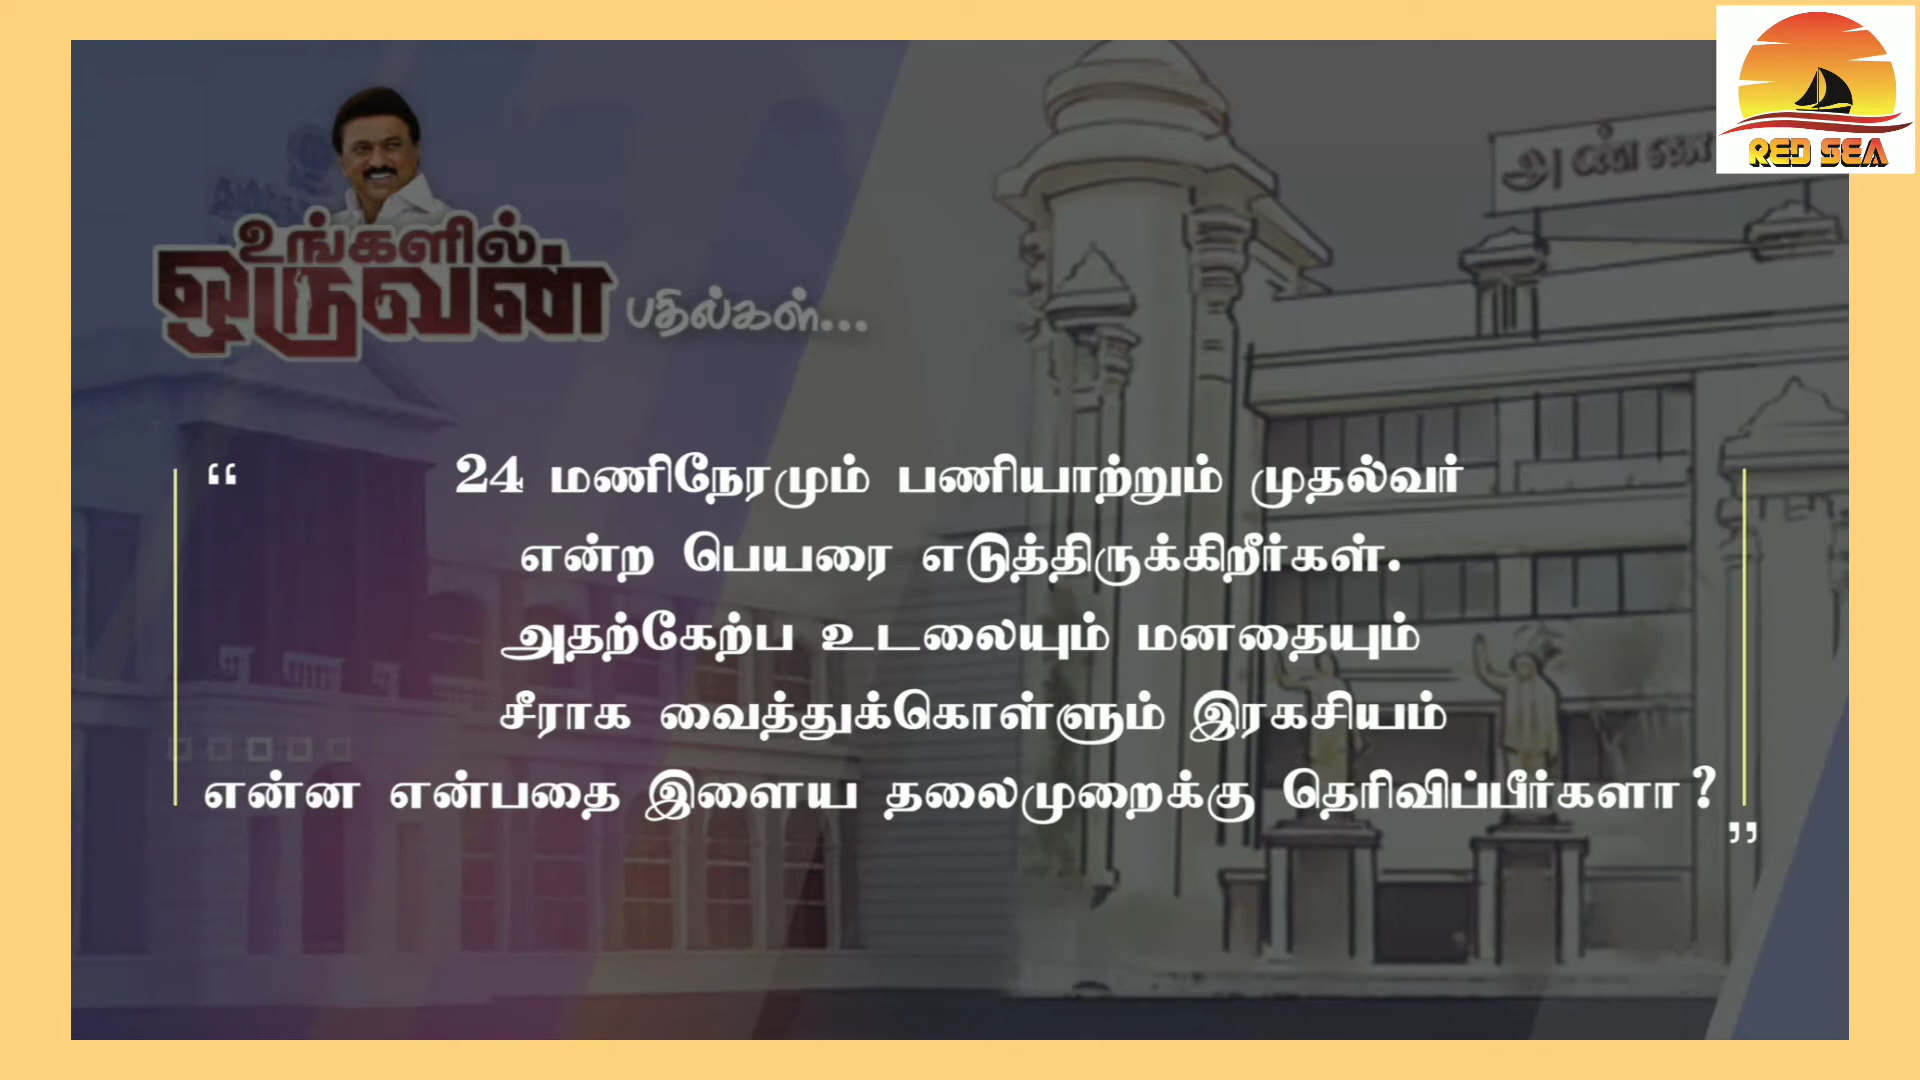 RED SEA
அண்ணா
உங்களில்
ஒருவன் பதில்கள்...
“ 24 மணிநேரமும் பணியாற்றும் முதல்வர்
என்ற பெயரை எடுத்திருக்கிறீர்கள்.
அதற்கேற்ப உடலையும் மனதையும்
சீராக வைத்துக்கொள்ளும் இரகசியம்
என்ன என்பதை இளைய தலைமுறைக்கு தெரிவிப்பீர்களா? ”